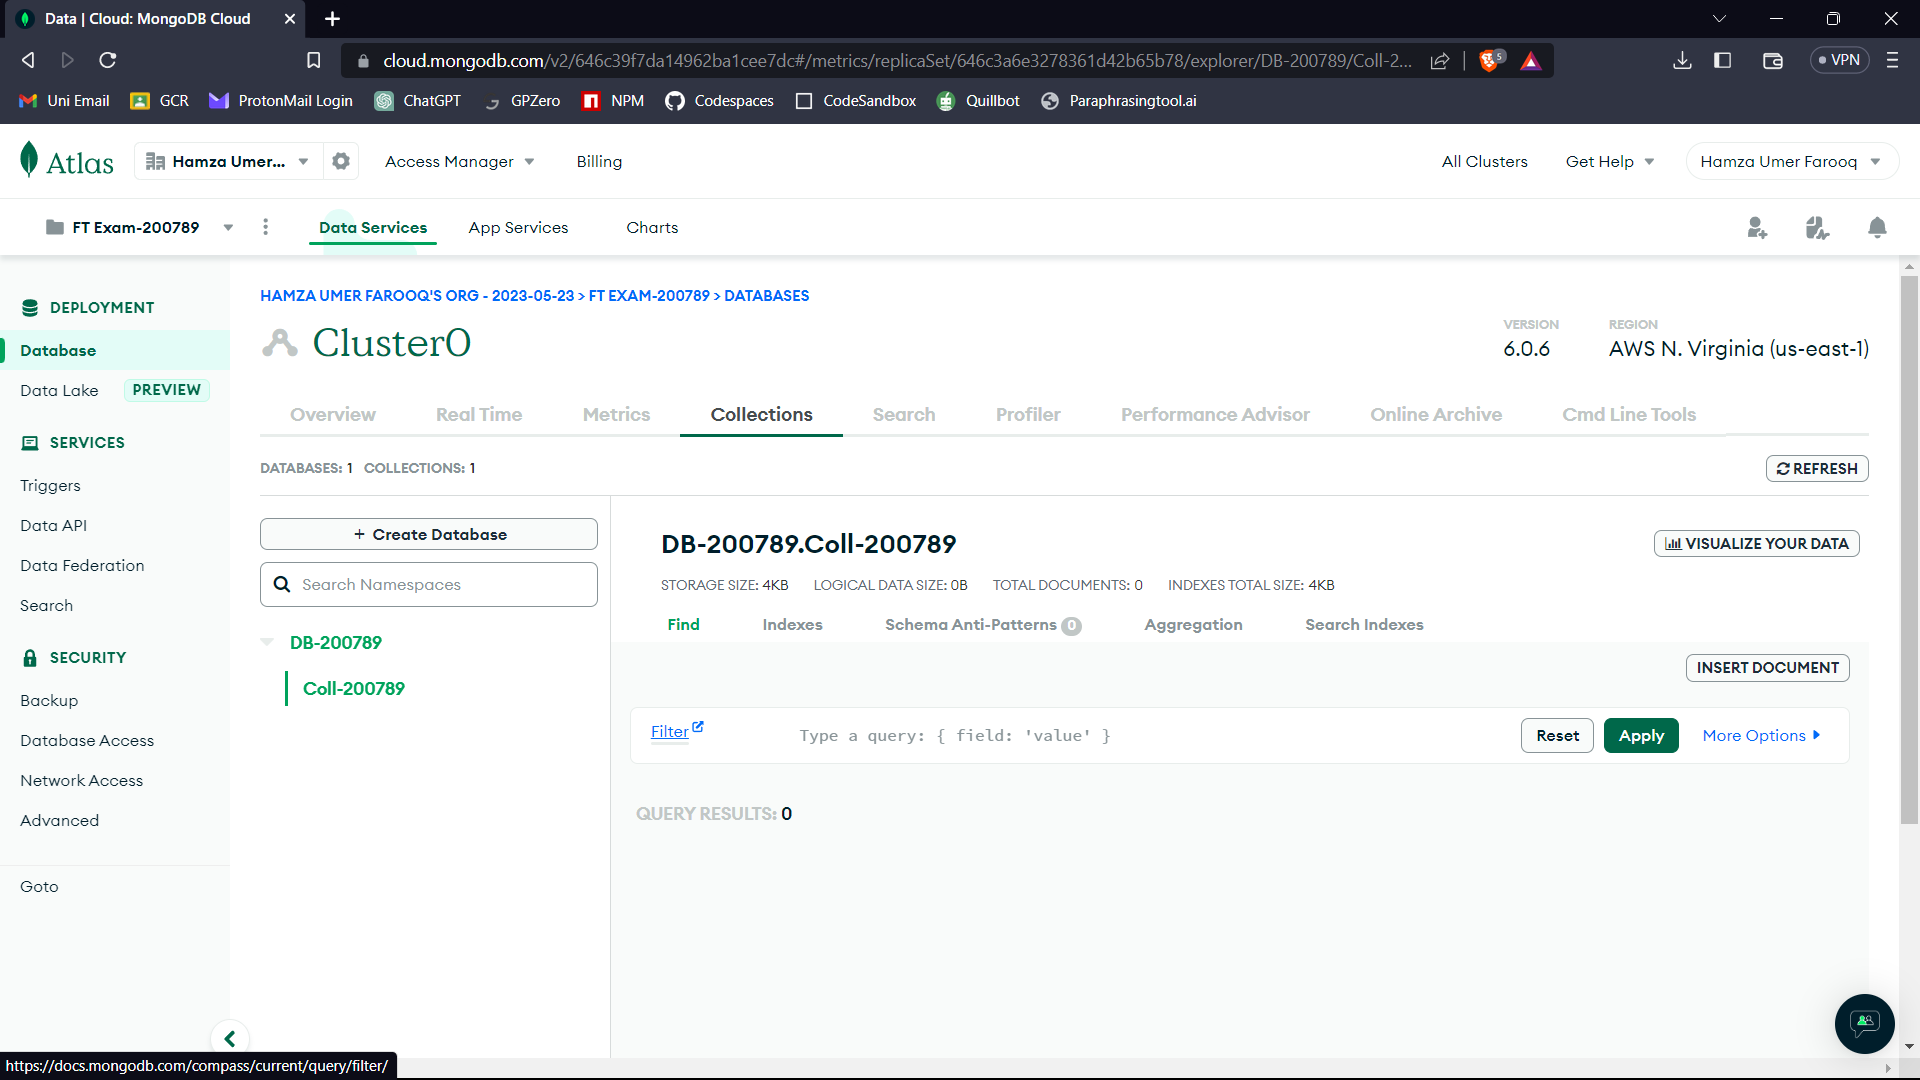 Data | Cloud: MongoDB Cloud
cloud.mongodb.com/v2/646c39f7da14962ba1cee7dc#/metrics/replicaSet/646c3a6e3278361d42b65b78/explorer/DB-200789/Coll-2...
5
VPN
Uni Email
GCR
ProtonMail Login
ChatGPT
GPZero
NPM
Codespaces
CodeSandbox
Quillbot
Paraphrasingtool.ai
Atlas
Hamza Umer...
Access Manager
Billing
All Clusters
Get Help
Hamza Umer Farooq
FT Exam-200789
Data Services
App Services
Charts
DEPLOYMENT
Database
Data Lake PREVIEW
SERVICES
Triggers
Data API
Data Federation
Search
SECURITY
Backup
Database Access
Network Access
Advanced
Goto
HAMZA UMER FAROOQ'S ORG - 2023-05-23 > FT EXAM-200789 > DATABASES
Cluster0
VERSION
6.0.6
REGION
AWS N. Virginia (us-east-1)
Overview
Real Time
Metrics
Collections
Search
Profiler
Performance Advisor
Online Archive
Cmd Line Tools
DATABASES: 1 COLLECTIONS: 1
REFRESH
+ Create Database
Search Namespaces
DB-200789
Coll-200789
DB-200789.Coll-200789
VISUALIZE YOUR DATA
STORAGE SIZE: 4KB LOGICAL DATA SIZE: 0B TOTAL DOCUMENTS: 0 INDEXES TOTAL SIZE: 4KB
Find
Indexes
Schema Anti-Patterns 0
Aggregation
Search Indexes
INSERT DOCUMENT
Filter
Type a query: { field: 'value' }
Reset
Apply
More Options
QUERY RESULTS: 0
https://docs.mongodb.com/compass/current/query/filter/